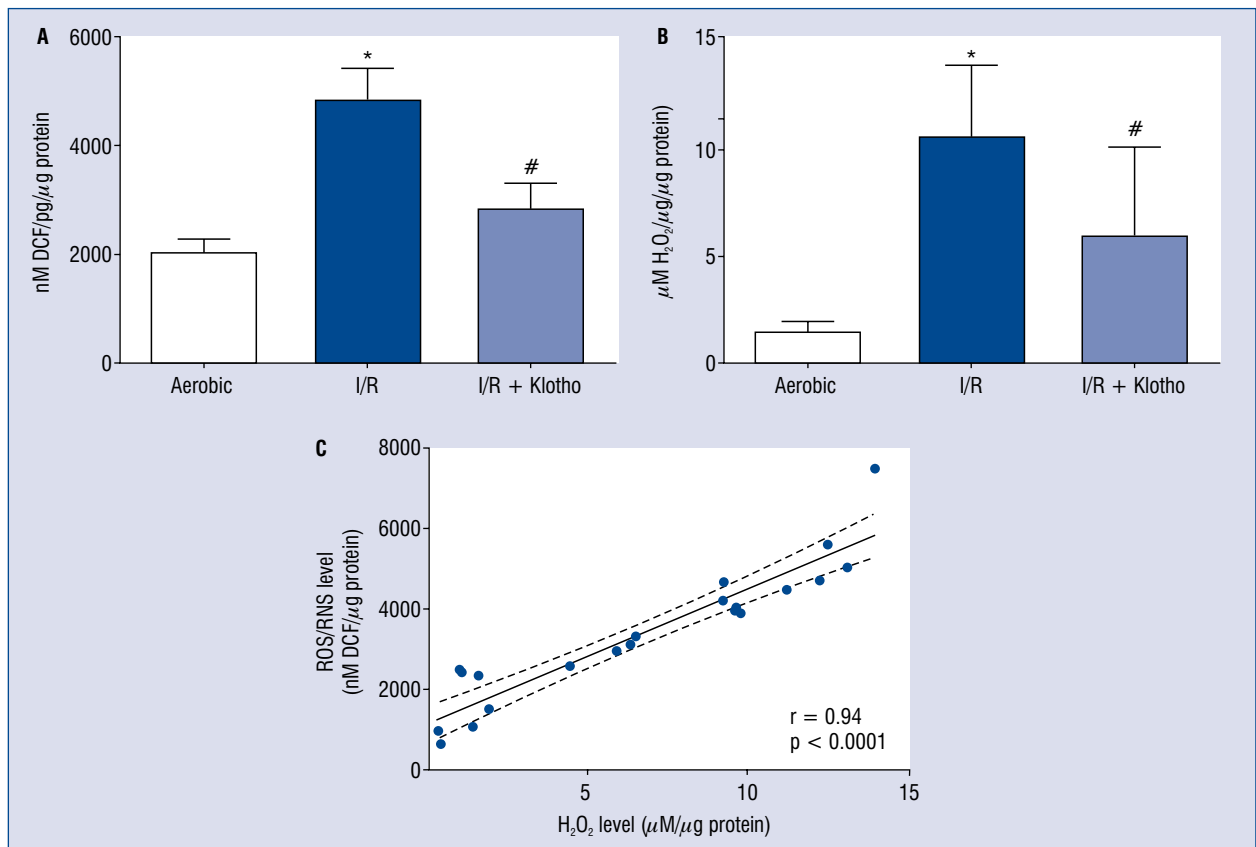 A
6000
4000
2000
0
nM DCF/pg/μg protein
*
#
Aerobic
I/R
I/R + Klotho
B
15
10
5
0
μM H₂O₂/μg/μg protein)
*
#
Aerobic
I/R
I/R + Klotho
C
8000
6000
4000
2000
0
ROS/RNS level
(nM DCF/μg protein)
r = 0.94
p < 0.0001
5
10
15
H₂O₂ level (μM/μg protein)